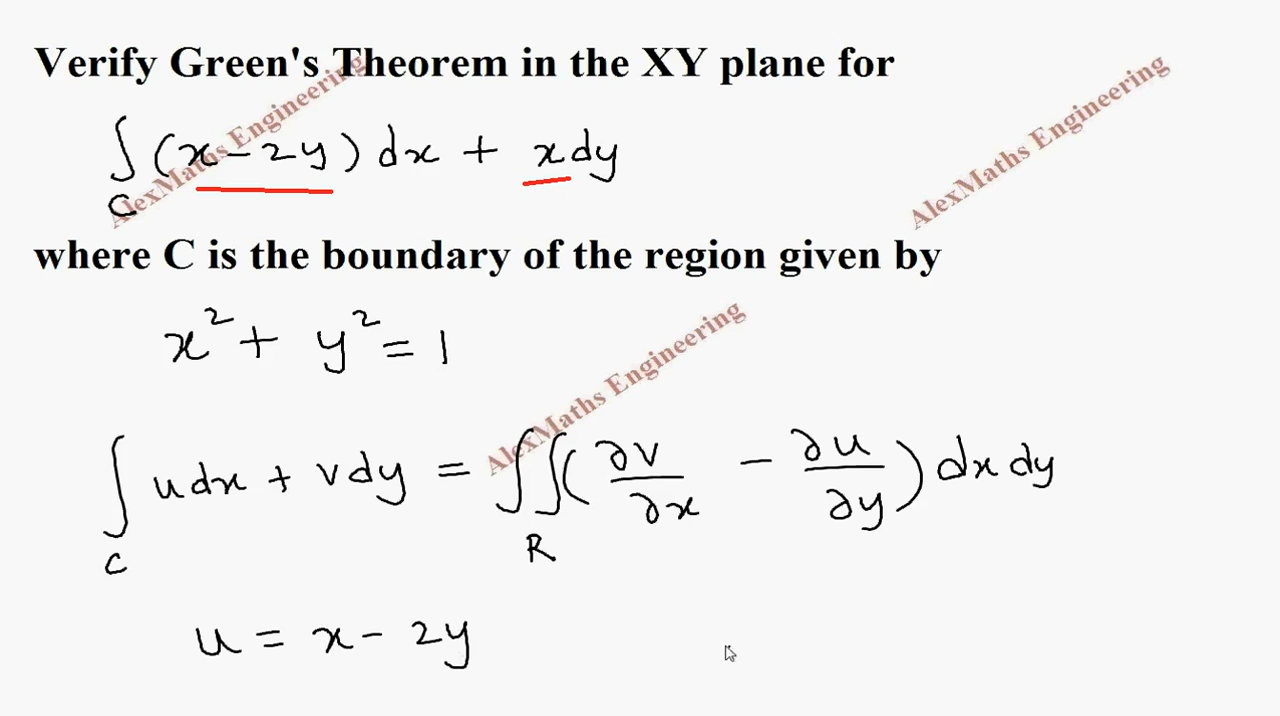 Verify Green's Theorem in the XY plane for
∫_C (x - 2y) dx + x dy
where C is the boundary of the region given by
x² + y² = 1
∫_C u dx + v dy = ∬_R (∂v/∂x - ∂u/∂y) dx dy
u = x - 2y
AlexMaths Engineering
AlexMaths Engineering
AlexMaths Engineering